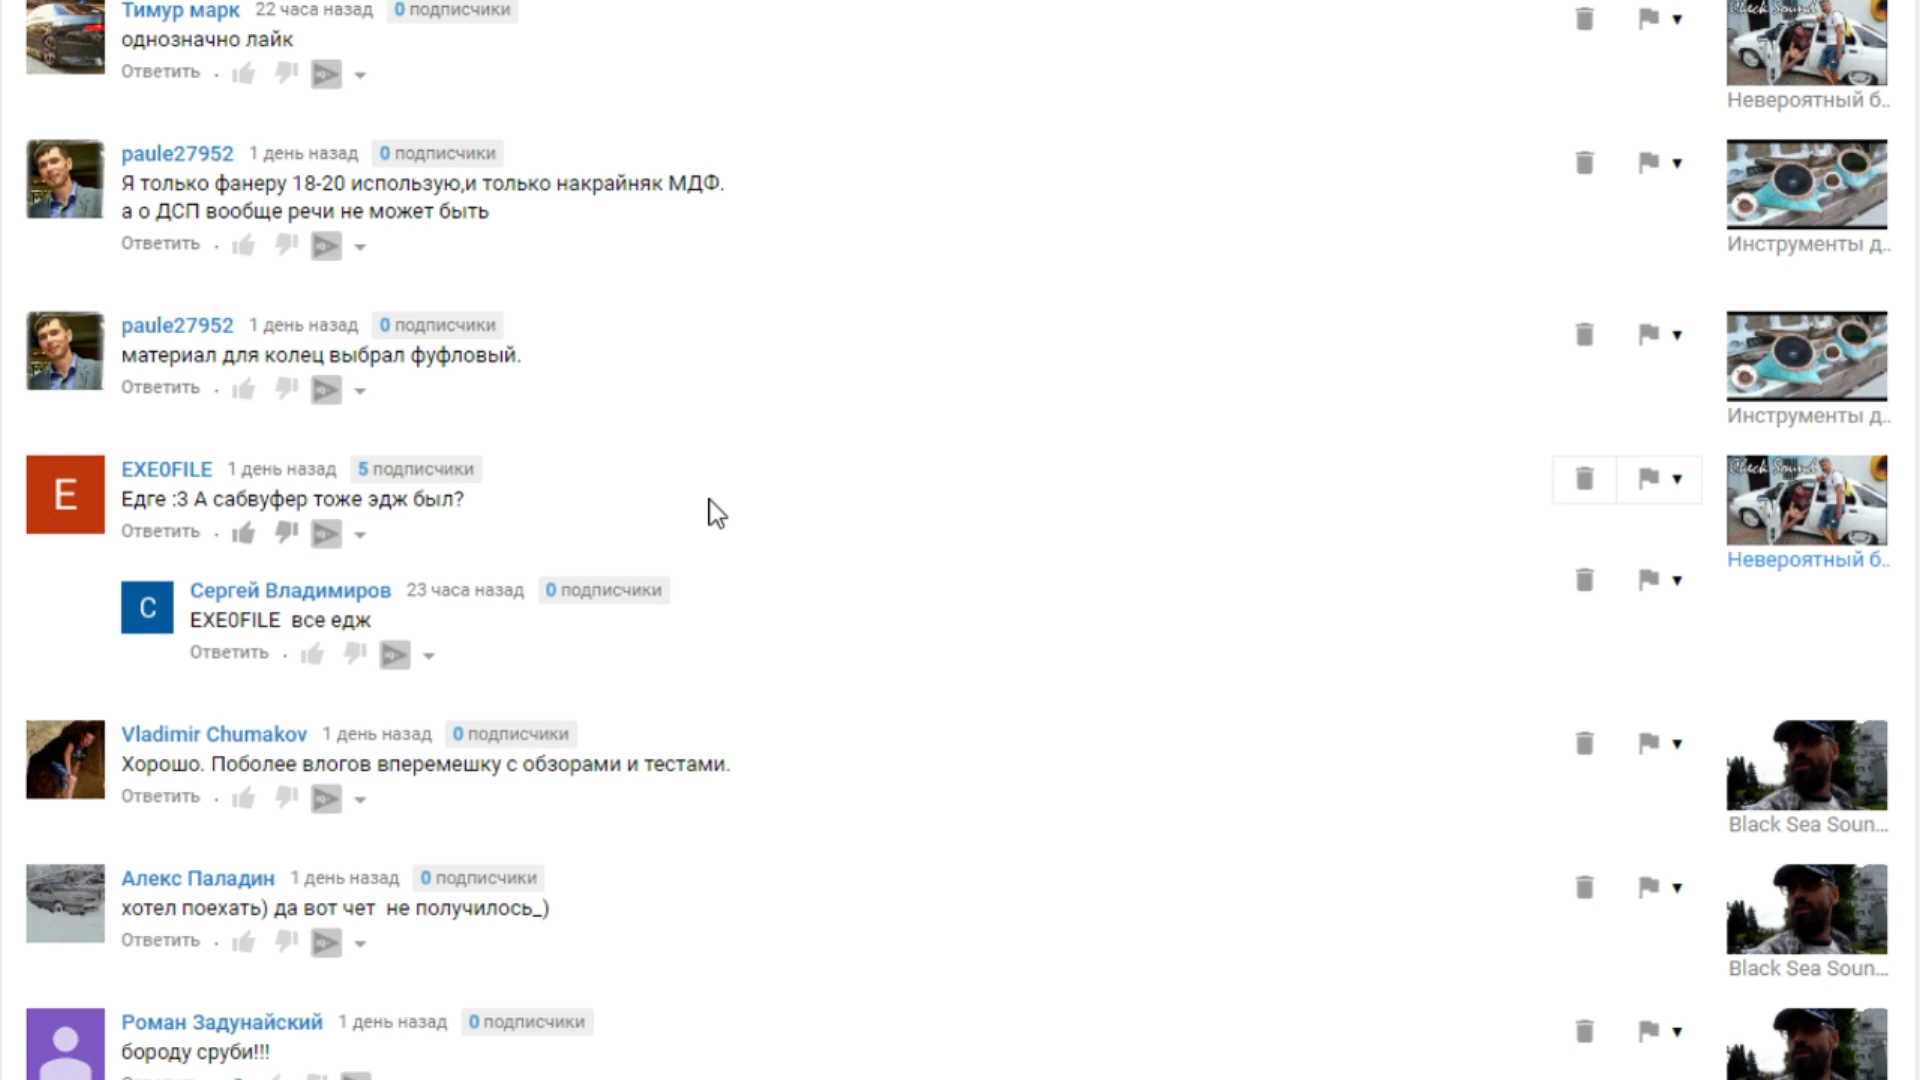 Тимур марк 22 часа назад 0 подписчики
однозначно лайк
Ответить
Check Sound
Невероятный б..
paule27952 1 день назад 0 подписчики
Я только фанеру 18-20 использую,и только накрайняк МДФ.
а о ДСП вообще речи не может быть
Ответить
Инструменты д..
paule27952 1 день назад 0 подписчики
материал для колец выбрал фуфловый.
Ответить
Инструменты д..
E
EXE0FILE 1 день назад 5 подписчики
Едге :3 А сабвуфер тоже эдж был?
Ответить
Check Sound
Невероятный б..
С
Сергей Владимиров 23 часа назад 0 подписчики
EXE0FILE все едж
Ответить
Vladimir Chumakov 1 день назад 0 подписчики
Хорошо. Поболее влогов вперемешку с обзорами и тестами.
Ответить
Black Sea Soun...
Алекс Паладин 1 день назад 0 подписчики
хотел поехать) да вот чет не получилось_)
Ответить
Black Sea Soun...
Роман Задунайский 1 день назад 0 подписчики
бороду сруби!!!